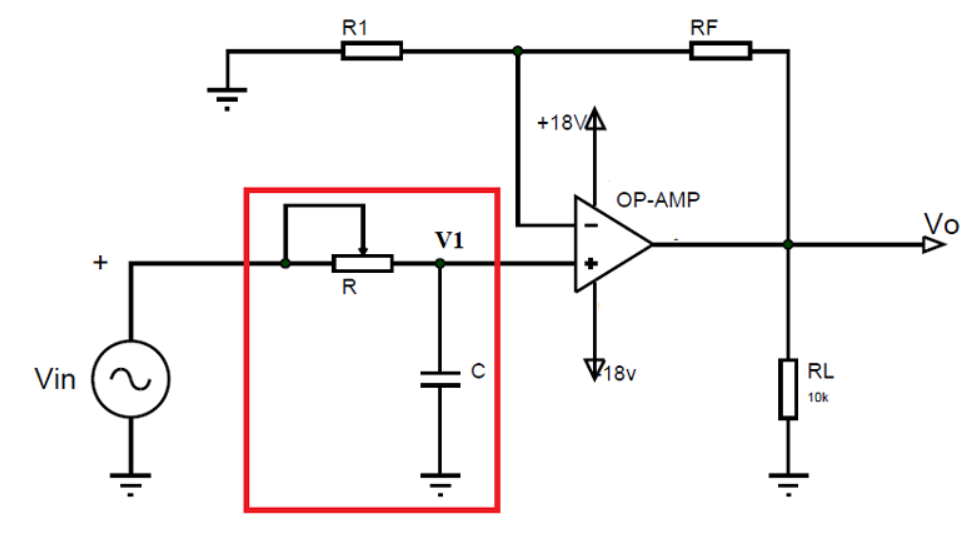 R1
RF
+18V
OP-AMP
V1
Vo
+
R
Vin
C
-18v
RL
10k